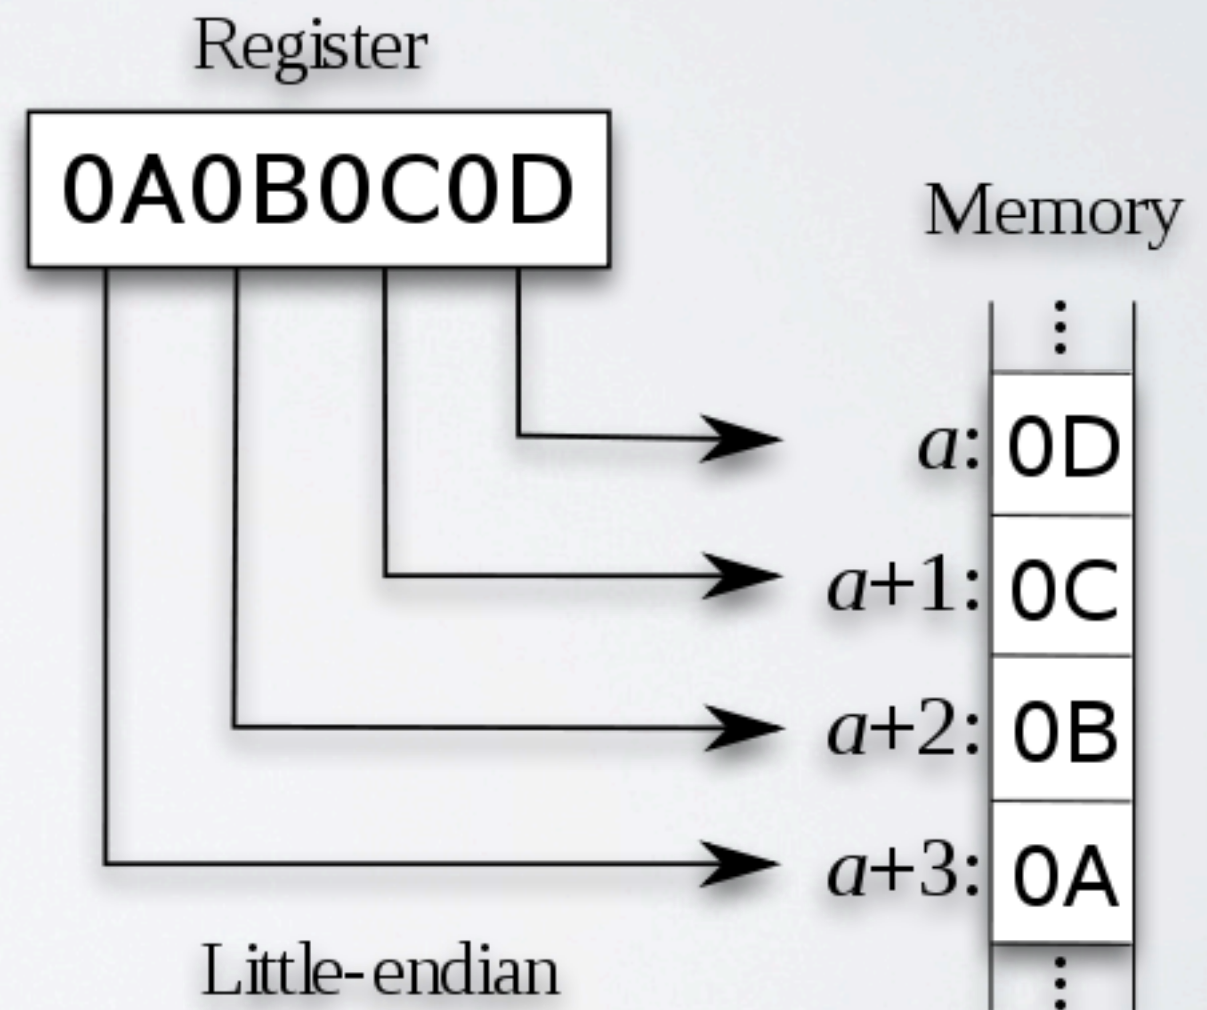 Register
0A0B0C0D
Memory
a: 0D
a+1: 0C
a+2: 0B
a+3: 0A
Little-endian